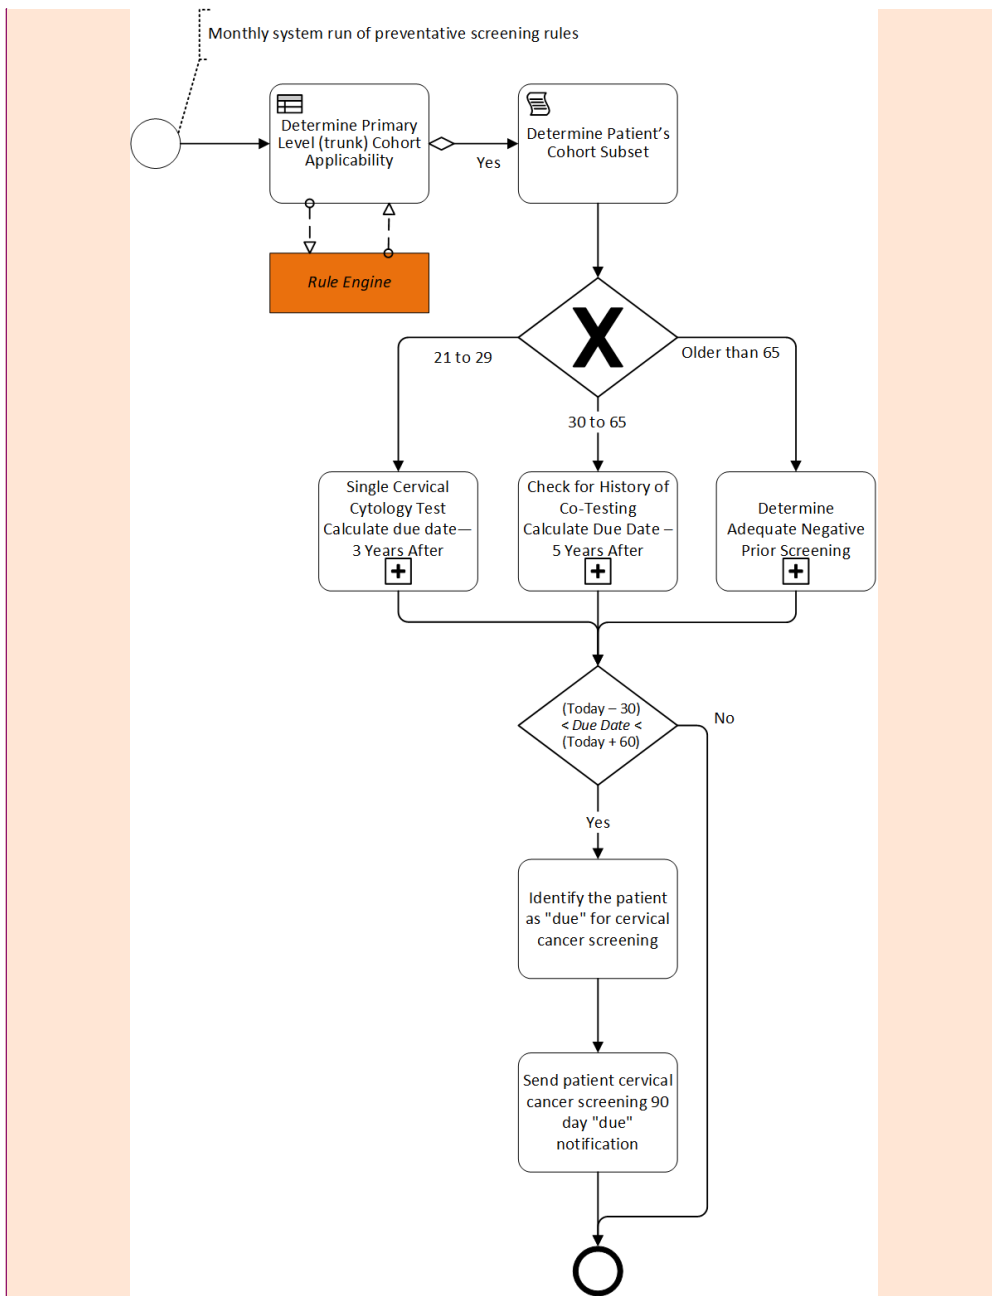 Monthly system run of preventative screening rules
Determine Primary
Level (trunk) Cohort
Applicability
Yes
Determine Patient’s
Cohort Subset
Rule Engine
X
21 to 29
Older than 65
30 to 65
Single Cervical
Cytology Test
Calculate due date—
3 Years After
Check for History of
Co-Testing
Calculate Due Date –
5 Years After
Determine
Adequate Negative
Prior Screening
(Today – 30)
< Due Date <
(Today + 60)
No
Yes
Identify the patient
as "due" for cervical
cancer screening
Send patient cervical
cancer screening 90
day "due"
notification